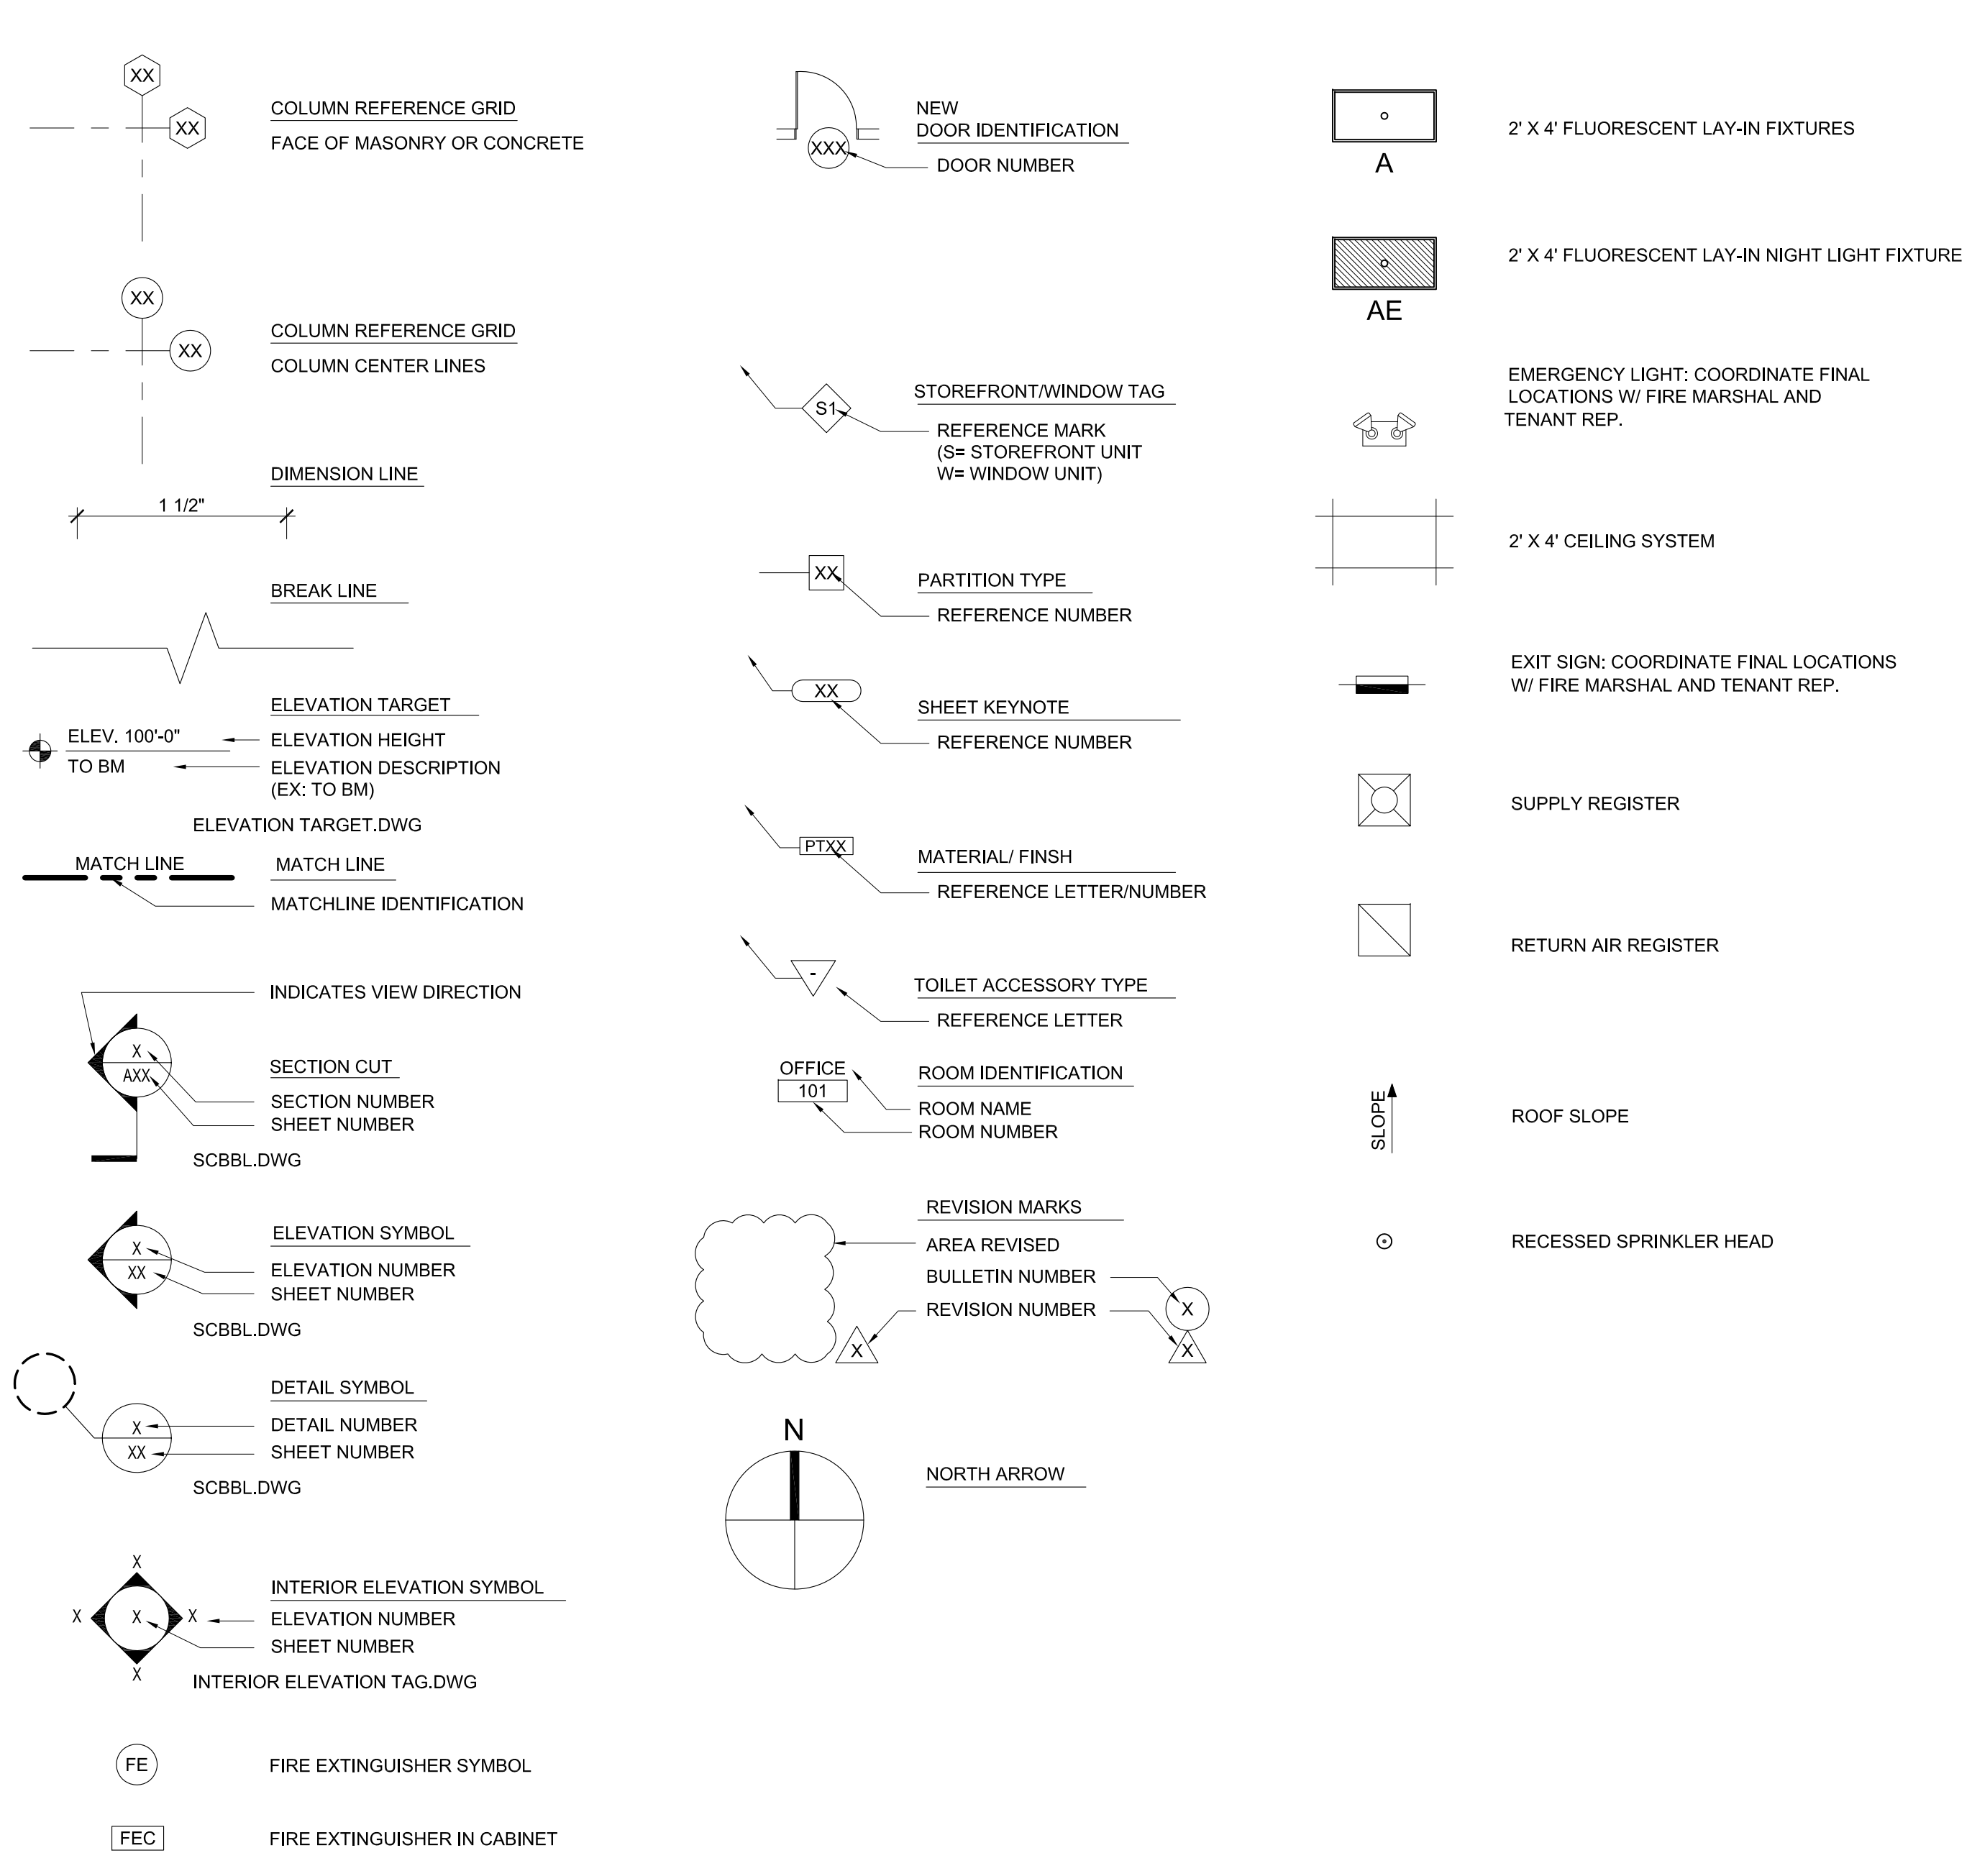 XX
XX
COLUMN REFERENCE GRID
FACE OF MASONRY OR CONCRETE
XX
XX
COLUMN REFERENCE GRID
COLUMN CENTER LINES
DIMENSION LINE
1 1/2"
BREAK LINE
ELEVATION TARGET
ELEV. 100'-0"
ELEVATION HEIGHT
TO BM
ELEVATION DESCRIPTION
(EX: TO BM)
ELEVATION TARGET.DWG
MATCH LINE
MATCH LINE
MATCHLINE IDENTIFICATION
INDICATES VIEW DIRECTION
X
AXX
SECTION CUT
SECTION NUMBER
SHEET NUMBER
SCBBL.DWG
ELEVATION SYMBOL
X
XX
ELEVATION NUMBER
SHEET NUMBER
SCBBL.DWG
DETAIL SYMBOL
X
XX
DETAIL NUMBER
SHEET NUMBER
SCBBL.DWG
X
X
X
X
X
INTERIOR ELEVATION SYMBOL
ELEVATION NUMBER
SHEET NUMBER
INTERIOR ELEVATION TAG.DWG
FE
FIRE EXTINGUISHER SYMBOL
FEC
FIRE EXTINGUISHER IN CABINET
NEW
DOOR IDENTIFICATION
XXX
DOOR NUMBER
STOREFRONT/WINDOW TAG
S1
REFERENCE MARK
(S= STOREFRONT UNIT
W= WINDOW UNIT)
XX
PARTITION TYPE
REFERENCE NUMBER
XX
SHEET KEYNOTE
REFERENCE NUMBER
PTXX
MATERIAL/ FINSH
REFERENCE LETTER/NUMBER
-
TOILET ACCESSORY TYPE
REFERENCE LETTER
OFFICE
101
ROOM IDENTIFICATION
ROOM NAME
ROOM NUMBER
REVISION MARKS
AREA REVISED
BULLETIN NUMBER
REVISION NUMBER
X
X
X
N
NORTH ARROW
A
2' X 4' FLUORESCENT LAY-IN FIXTURES
AE
2' X 4' FLUORESCENT LAY-IN NIGHT LIGHT FIXTURE
EMERGENCY LIGHT: COORDINATE FINAL
LOCATIONS W/ FIRE MARSHAL AND
TENANT REP.
2' X 4' CEILING SYSTEM
EXIT SIGN: COORDINATE FINAL LOCATIONS
W/ FIRE MARSHAL AND TENANT REP.
SUPPLY REGISTER
RETURN AIR REGISTER
SLOPE
ROOF SLOPE
RECESSED SPRINKLER HEAD